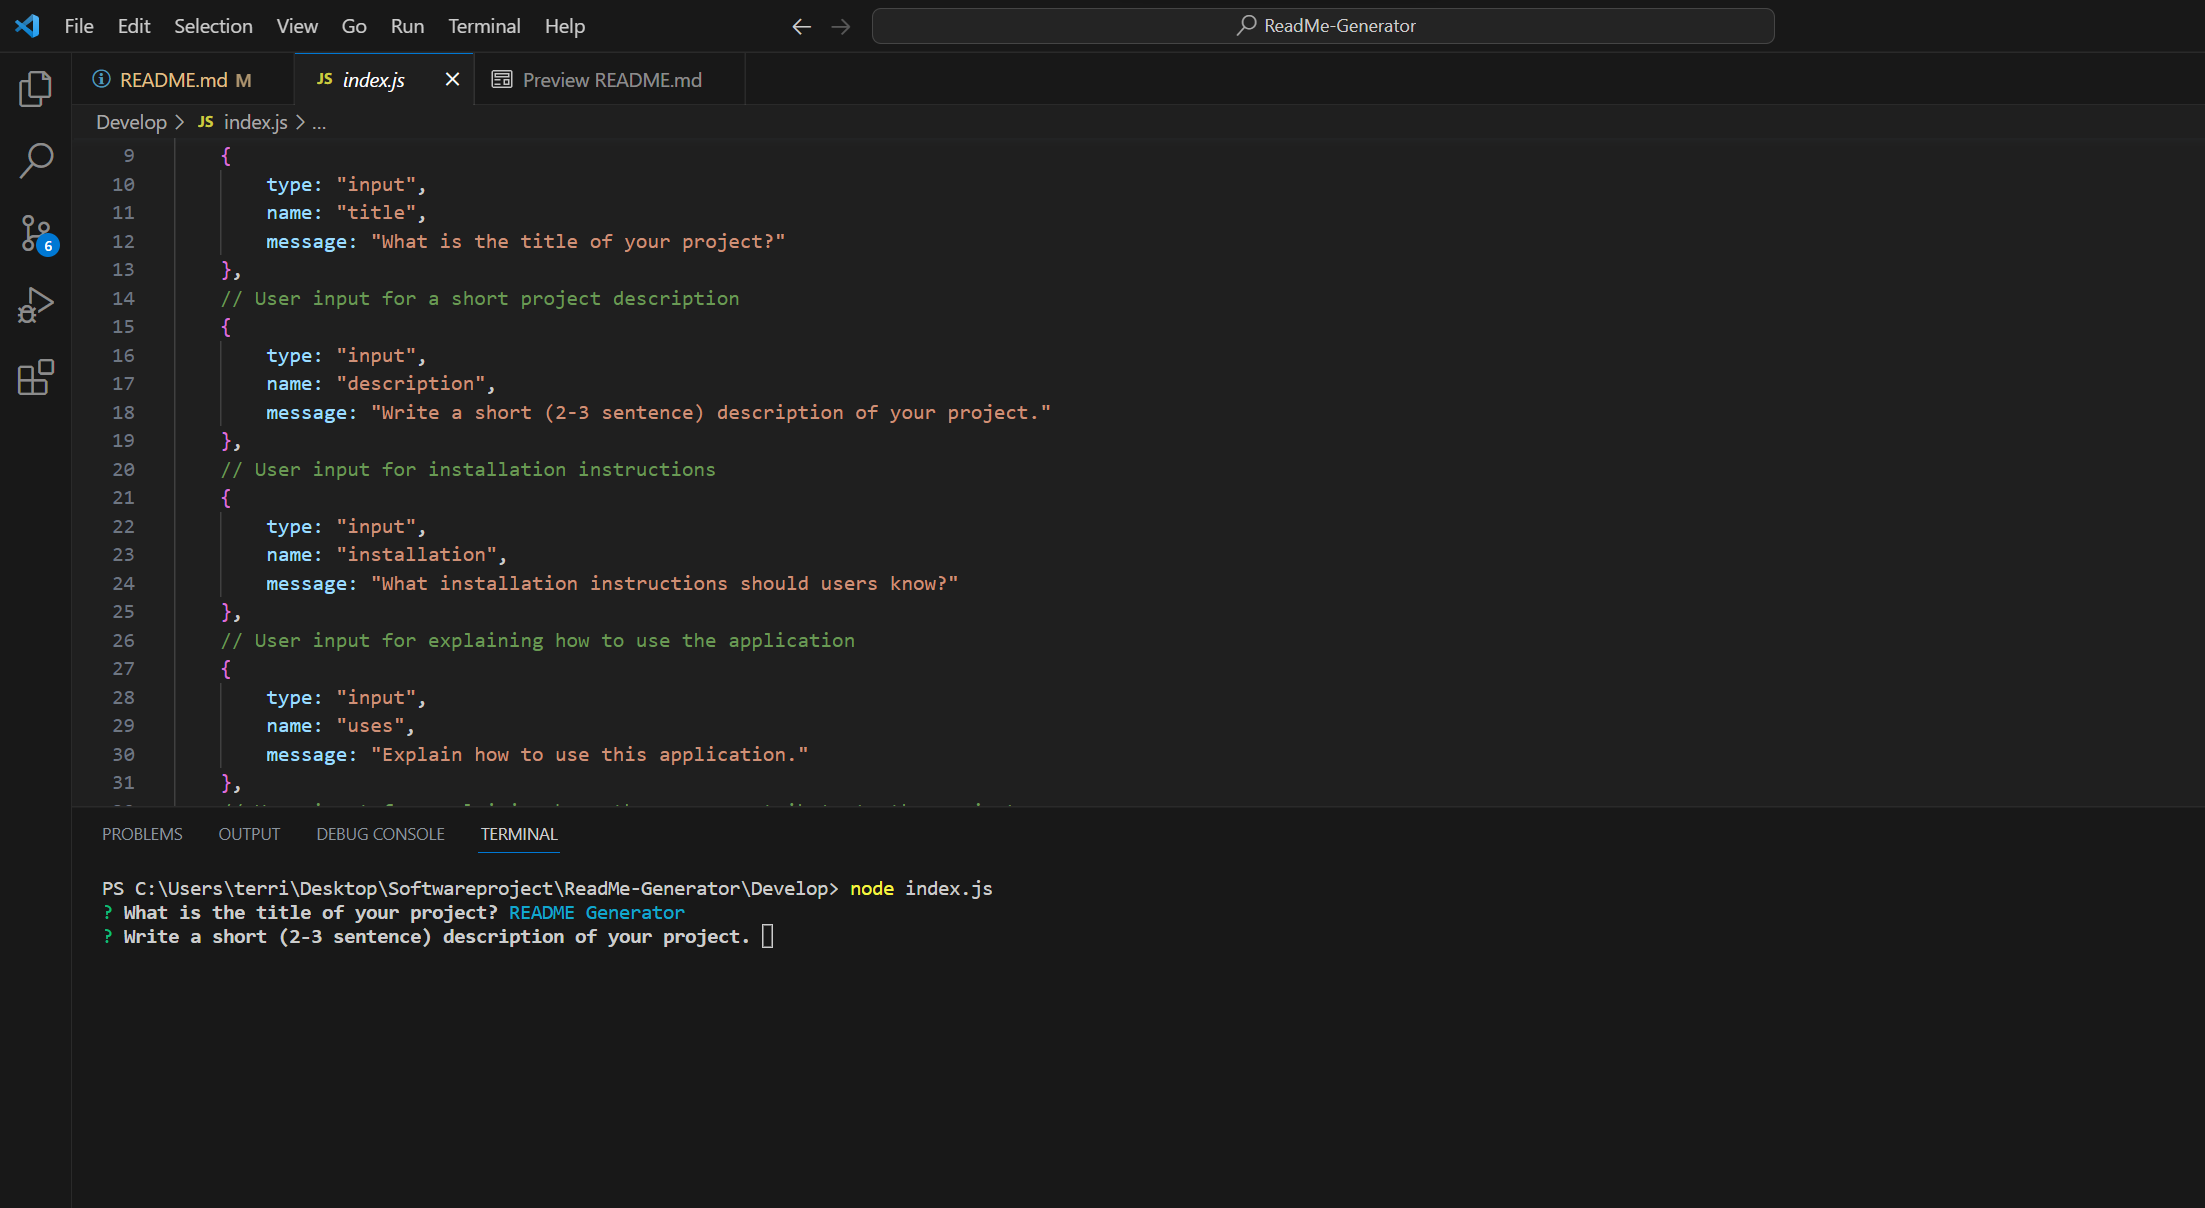 File Edit Selection View Go Run Terminal Help
ReadMe-Generator
README.md M
JS index.js
Preview README.md
Develop > JS index.js > ...
9 {
10 type: "input",
11 name: "title",
12 message: "What is the title of your project?"
13 },
14 // User input for a short project description
15 {
16 type: "input",
17 name: "description",
18 message: "Write a short (2-3 sentence) description of your project."
19 },
20 // User input for installation instructions
21 {
22 type: "input",
23 name: "installation",
24 message: "What installation instructions should users know?"
25 },
26 // User input for explaining how to use the application
27 {
28 type: "input",
29 name: "uses",
30 message: "Explain how to use this application."
31 },
6
PROBLEMS OUTPUT DEBUG CONSOLE TERMINAL
PS C:\Users\terri\Desktop\Softwareproject\ReadMe-Generator\Develop> node index.js
? What is the title of your project? README Generator
? Write a short (2-3 sentence) description of your project.